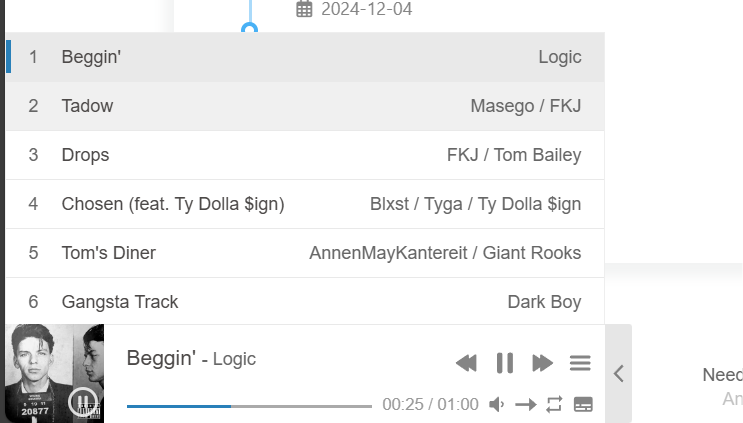 2024-12-04
1 Beggin' Logic
2 Tadow Masego / FKJ
3 Drops FKJ / Tom Bailey
4 Chosen (feat. Ty Dolla $ign) Blxst / Tyga / Ty Dolla $ign
5 Tom's Diner AnnenMayKantereit / Giant Rooks
6 Gangsta Track Dark Boy
Beggin' - Logic
00:25 / 01:00
20877
Need
An